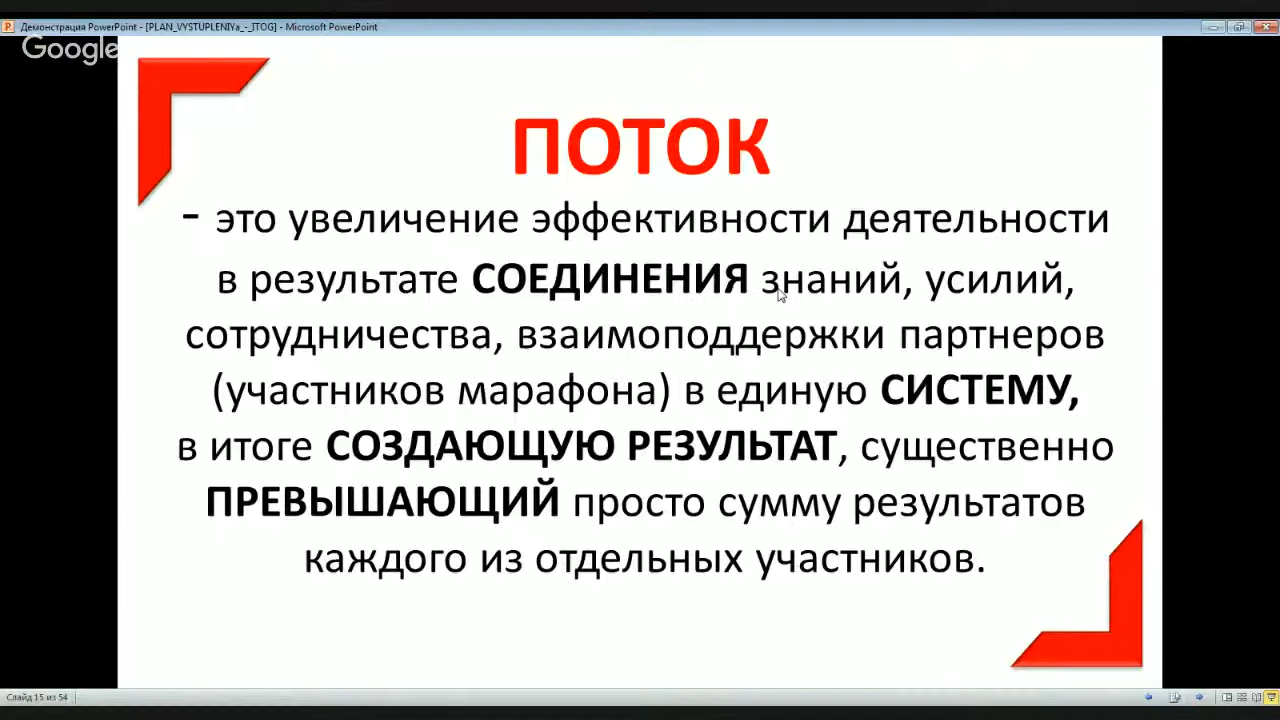 Демонстрация PowerPoint - [PLAN_VYSTUPLENIYa_-_ITOG] - Microsoft PowerPoint
Google
ПОТОК
- это увеличение эффективности деятельности
в результате СОЕДИНЕНИЯ знаний, усилий,
сотрудничества, взаимоподдержки партнеров
(участников марафона) в единую СИСТЕМУ,
в итоге СОЗДАЮЩУЮ РЕЗУЛЬТАТ, существенно
ПРЕВЫШАЮЩИЙ просто сумму результатов
каждого из отдельных участников.
Слайд 15 из 54